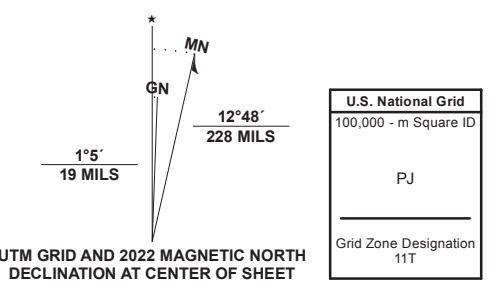 ★
MN
GN
12°48´
228 MILS
1°5´
19 MILS
UTM GRID AND 2022 MAGNETIC NORTH
DECLINATION AT CENTER OF SHEET
U.S. National Grid
100,000 - m Square ID
PJ
Grid Zone Designation
11T